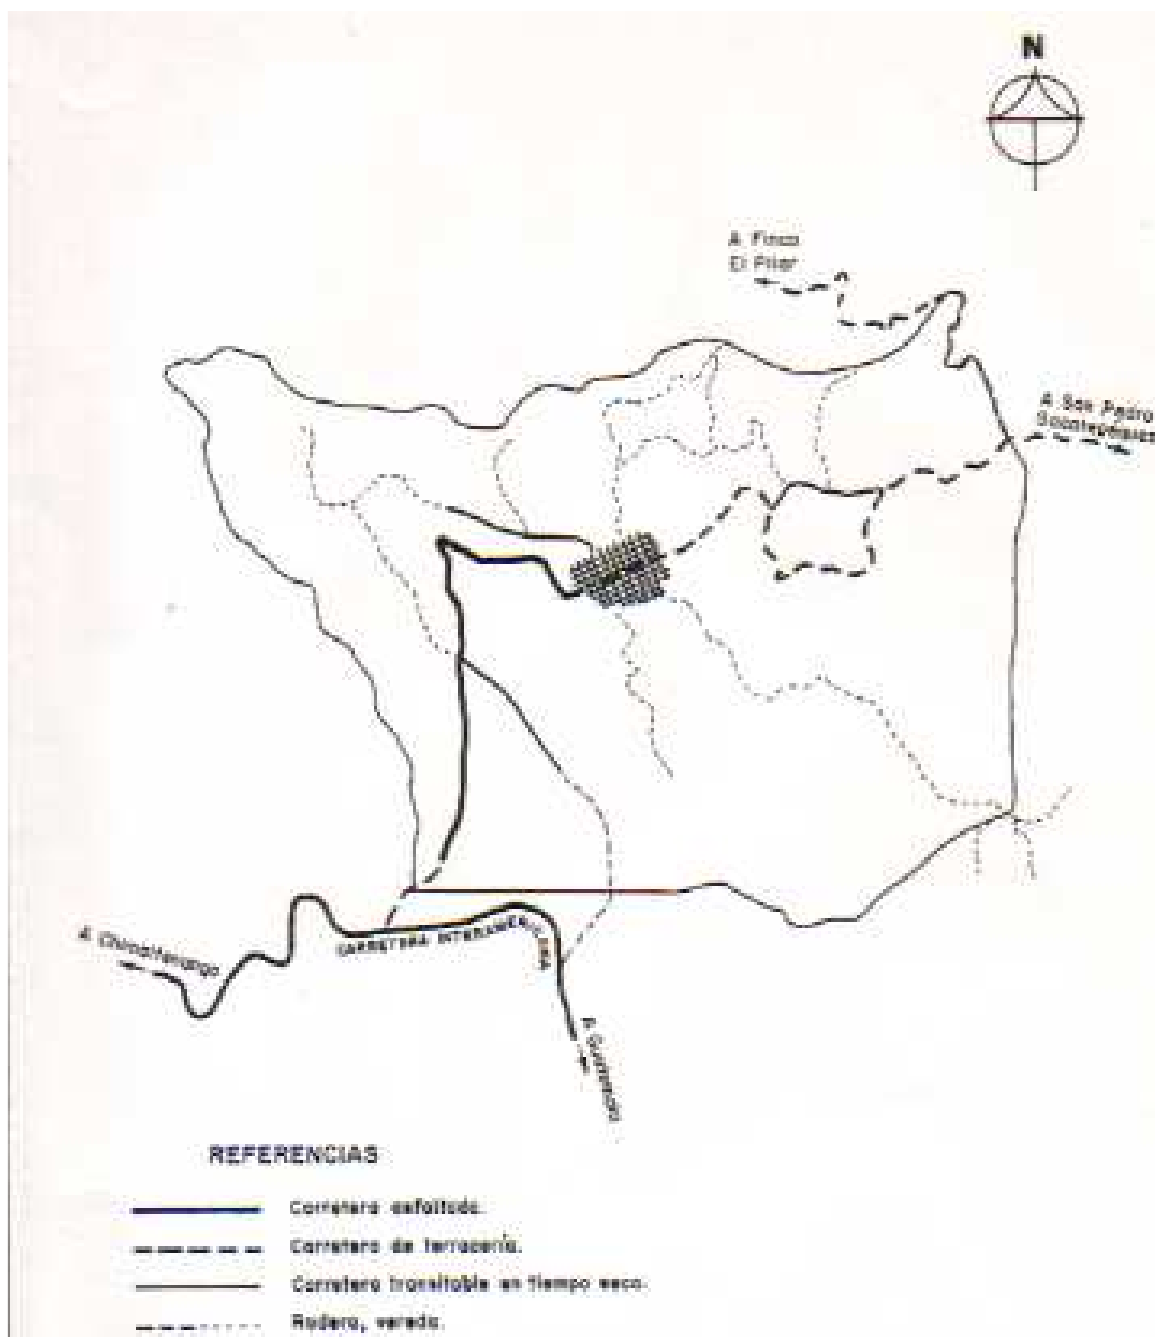 N
A Finca
El Pilar
A San Pedro
CARRETERA INTERAMERICANA
A Chimaltenango
A Guatemala
REFERENCIAS
Carretera asfaltada.
Carretera de terracería.
Carretera transitable en tiempo seco.
Rodera, vereda.